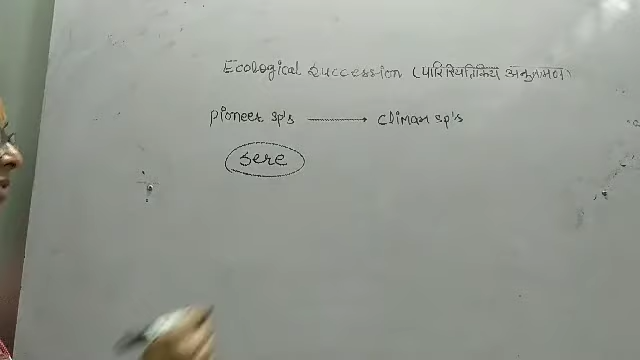 Ecological Succession (पारिस्थितिकिय अनुक्रमण)
pioneer sp's → climax sp's
sere